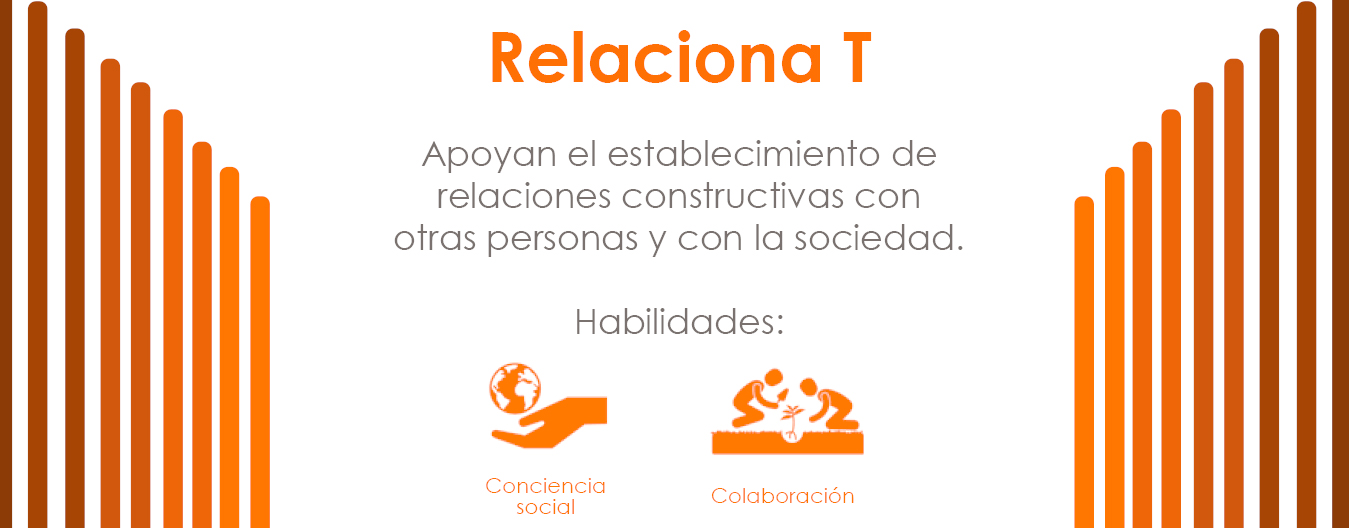 Relaciona T
Apoyan el establecimiento de
relaciones constructivas con
otras personas y con la sociedad.
Habilidades:
Conciencia
social
Colaboración